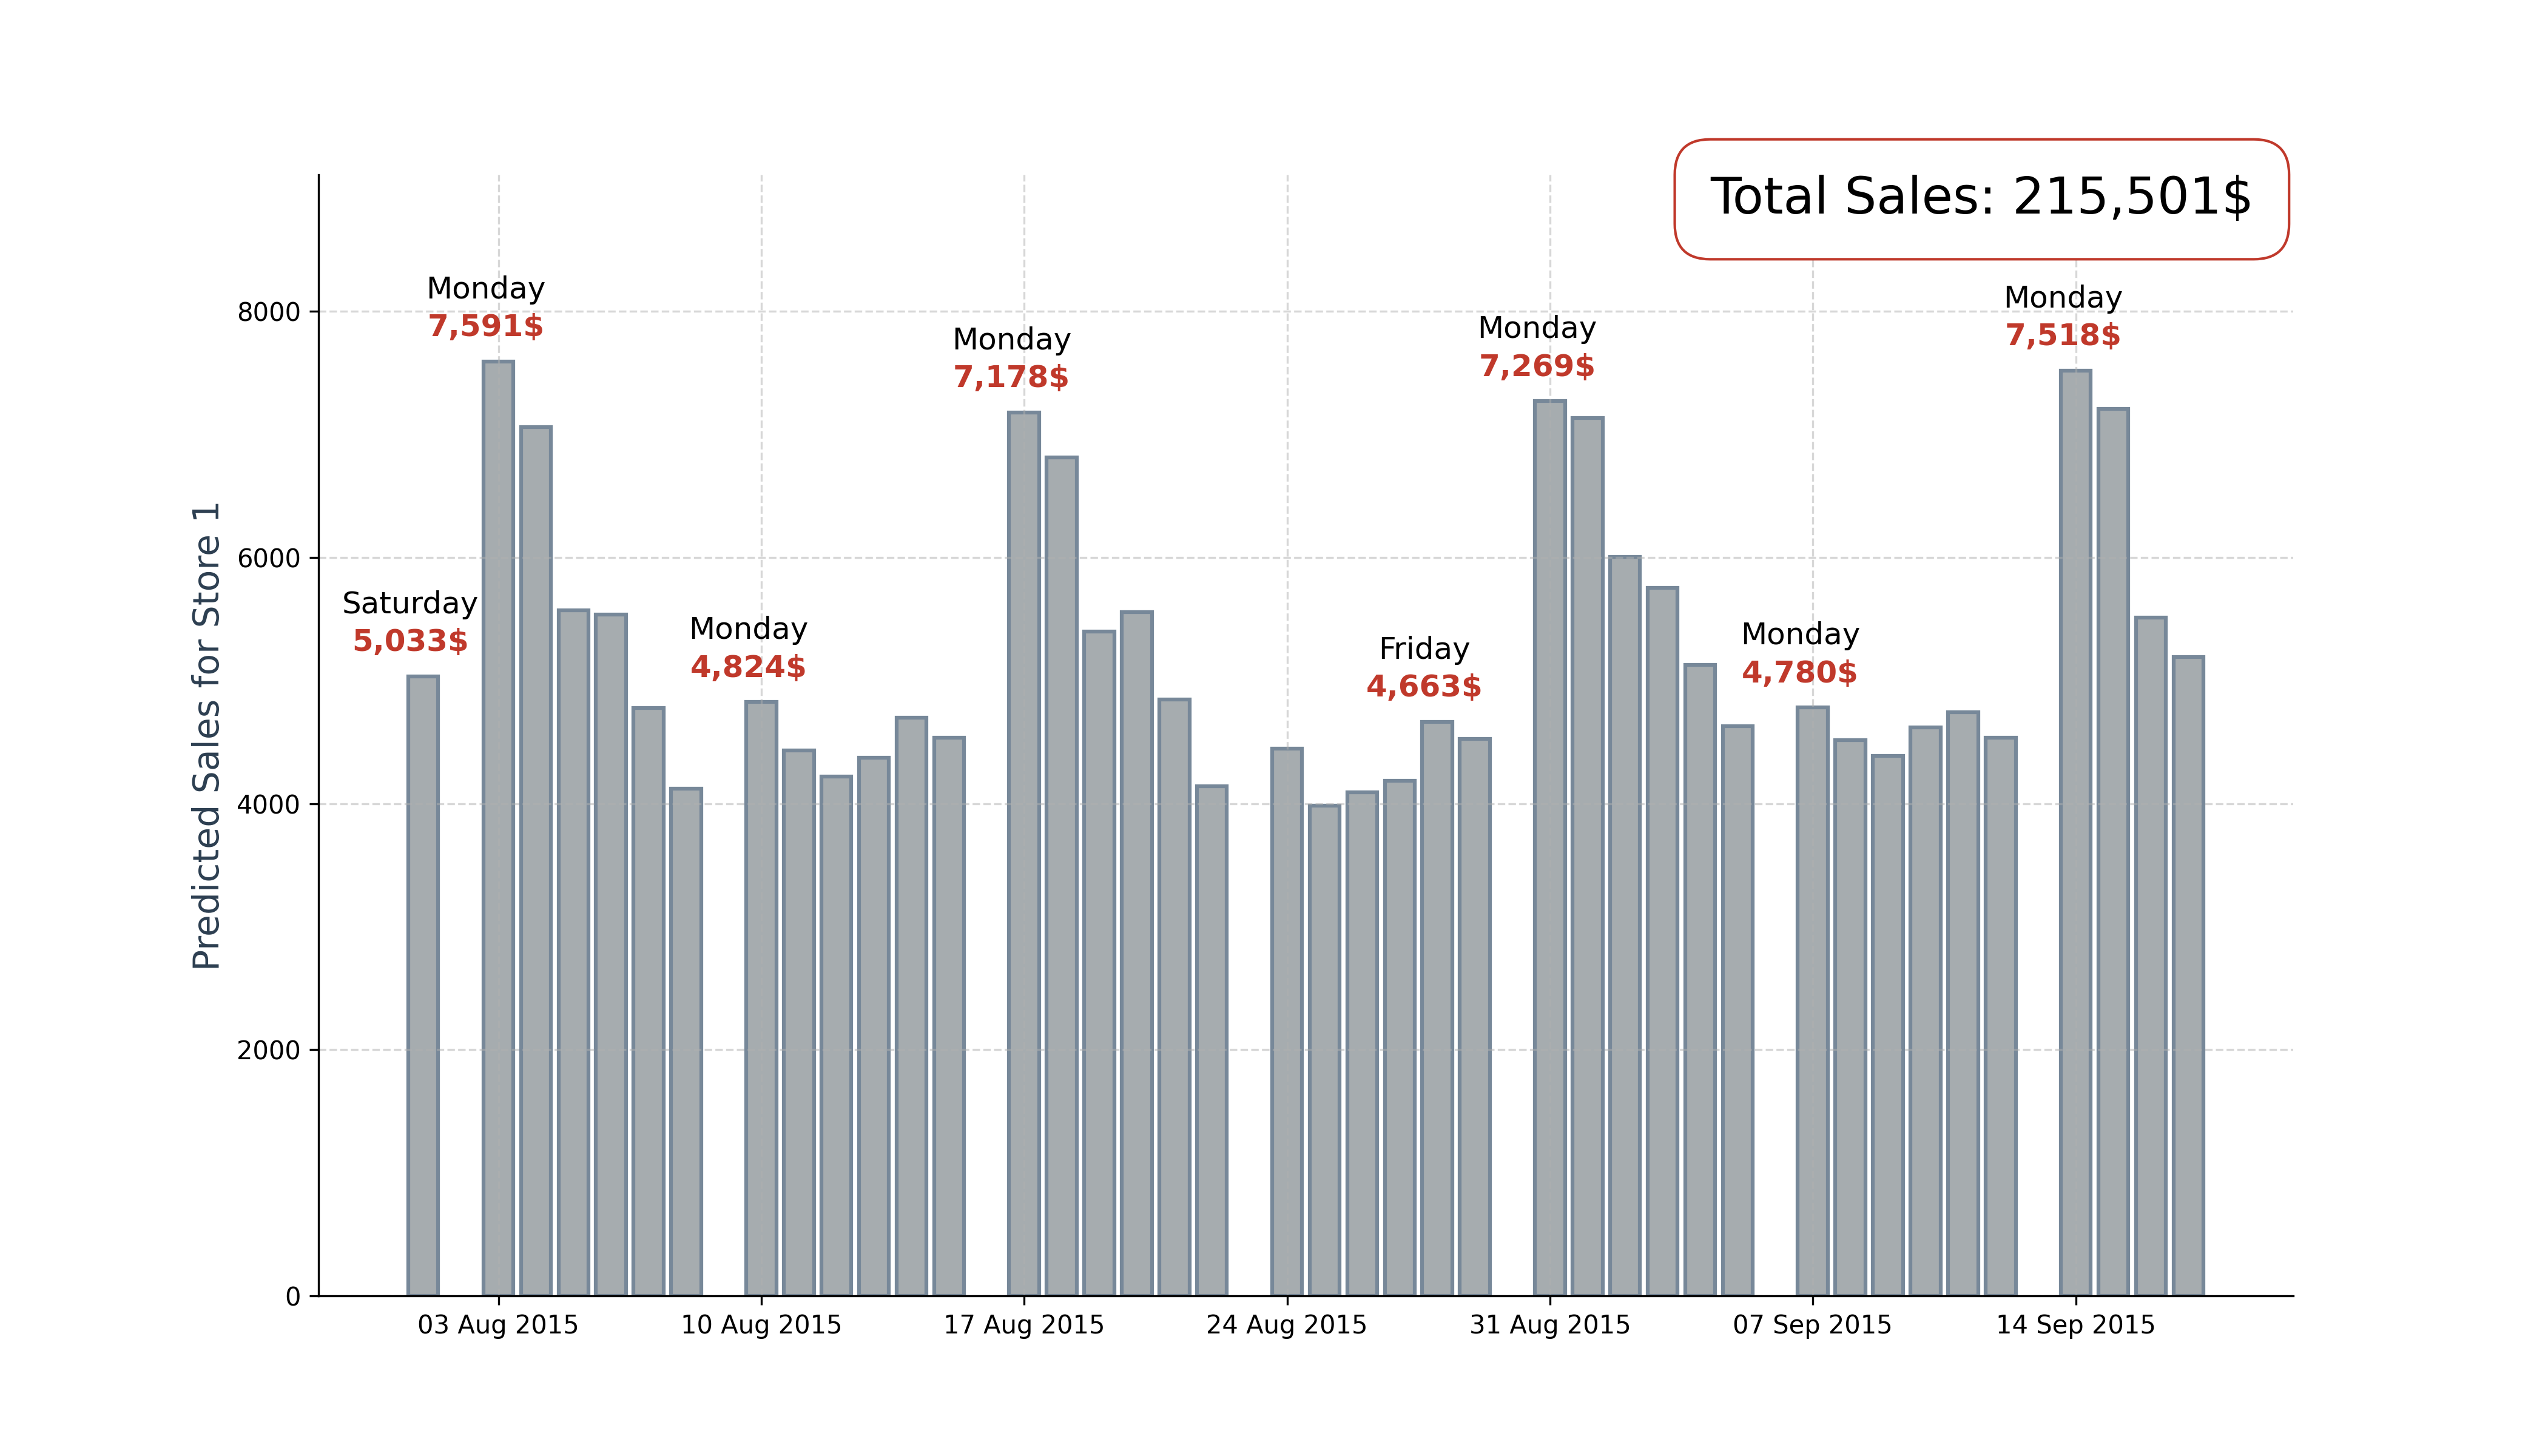 Total Sales: 215,501$
Predicted Sales for Store 1
8000
6000
4000
2000
0
Saturday
5,033$
Monday
7,591$
Monday
4,824$
Monday
7,178$
Friday
4,663$
Monday
7,269$
Monday
4,780$
Monday
7,518$
03 Aug 2015
10 Aug 2015
17 Aug 2015
24 Aug 2015
31 Aug 2015
07 Sep 2015
14 Sep 2015